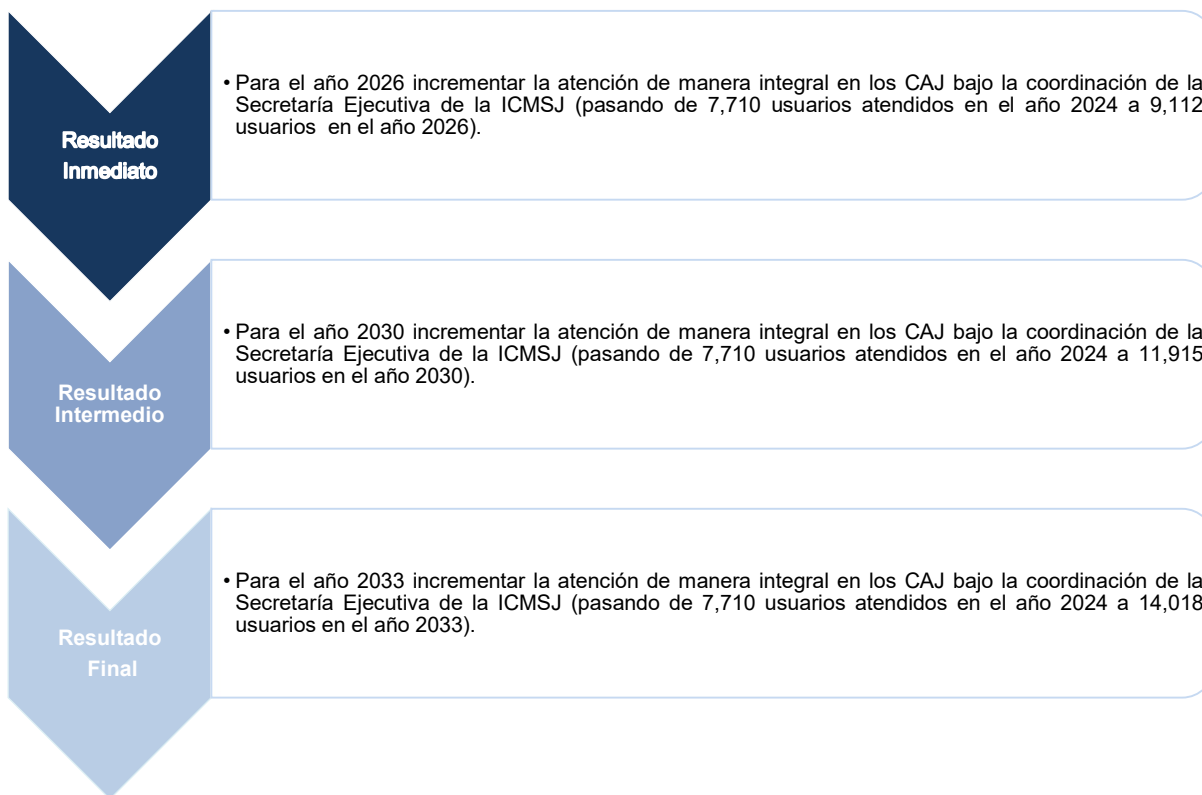 Resultado
Inmediato
• Para el año 2026 incrementar la atención de manera integral en los CAJ bajo la coordinación de la
Secretaría Ejecutiva de la ICMSJ (pasando de 7,710 usuarios atendidos en el año 2024 a 9,112
usuarios  en el año 2026).
Resultado
Intermedio
• Para el año 2030 incrementar la atención de manera integral en los CAJ bajo la coordinación de la
Secretaría Ejecutiva de la ICMSJ (pasando de 7,710 usuarios atendidos en el año 2024 a 11,915
usuarios en el año 2030).
Resultado
Final
• Para el año 2033 incrementar la atención de manera integral en los CAJ bajo la coordinación de la
Secretaría Ejecutiva de la ICMSJ (pasando de 7,710 usuarios atendidos en el año 2024 a 14,018
usuarios en el año 2033).